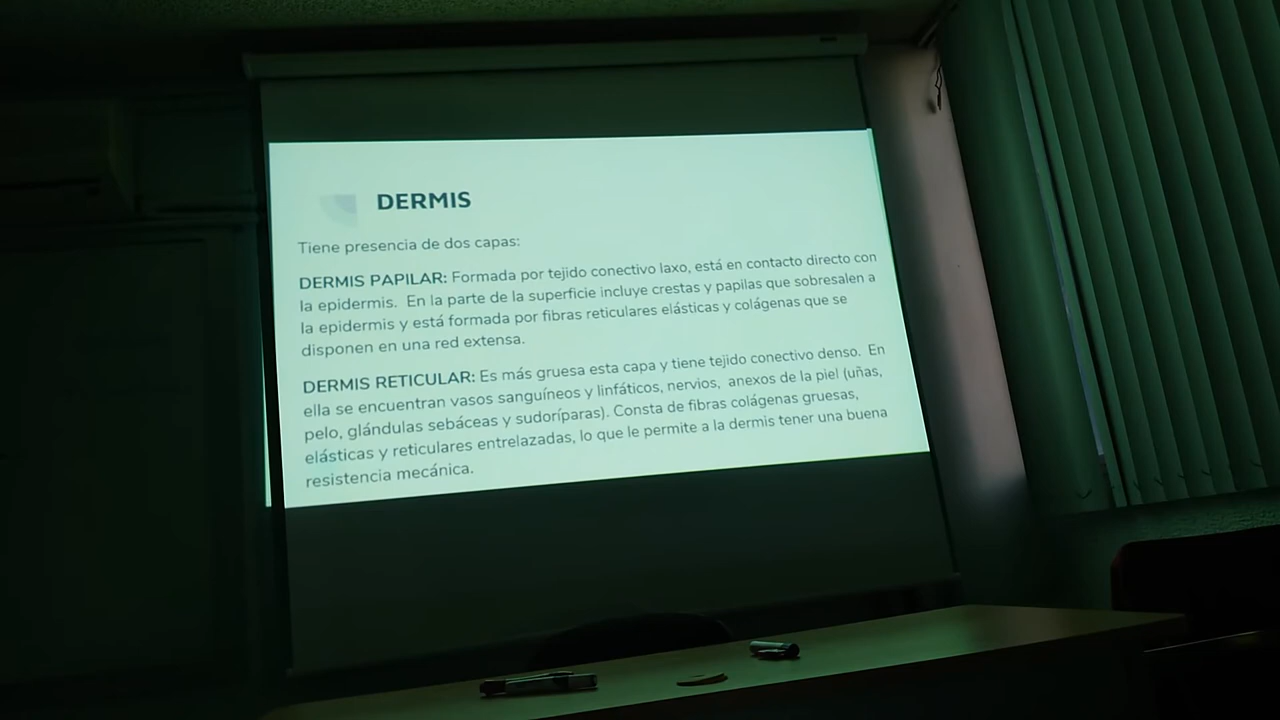 DERMIS
Tiene presencia de dos capas:
DERMIS PAPILAR: Formada por tejido conectivo laxo, está en contacto directo con
la epidermis. En la parte de la superficie incluye crestas y papilas que sobresalen a
la epidermis y está formada por fibras reticulares elásticas y colágenas que se
disponen en una red extensa.
DERMIS RETICULAR: Es más gruesa esta capa y tiene tejido conectivo denso. En
ella se encuentran vasos sanguíneos y linfáticos, nervios, anexos de la piel (uñas,
pelo, glándulas sebáceas y sudoríparas). Consta de fibras colágenas gruesas,
elásticas y reticulares entrelazadas, lo que le permite a la dermis tener una buena
resistencia mecánica.